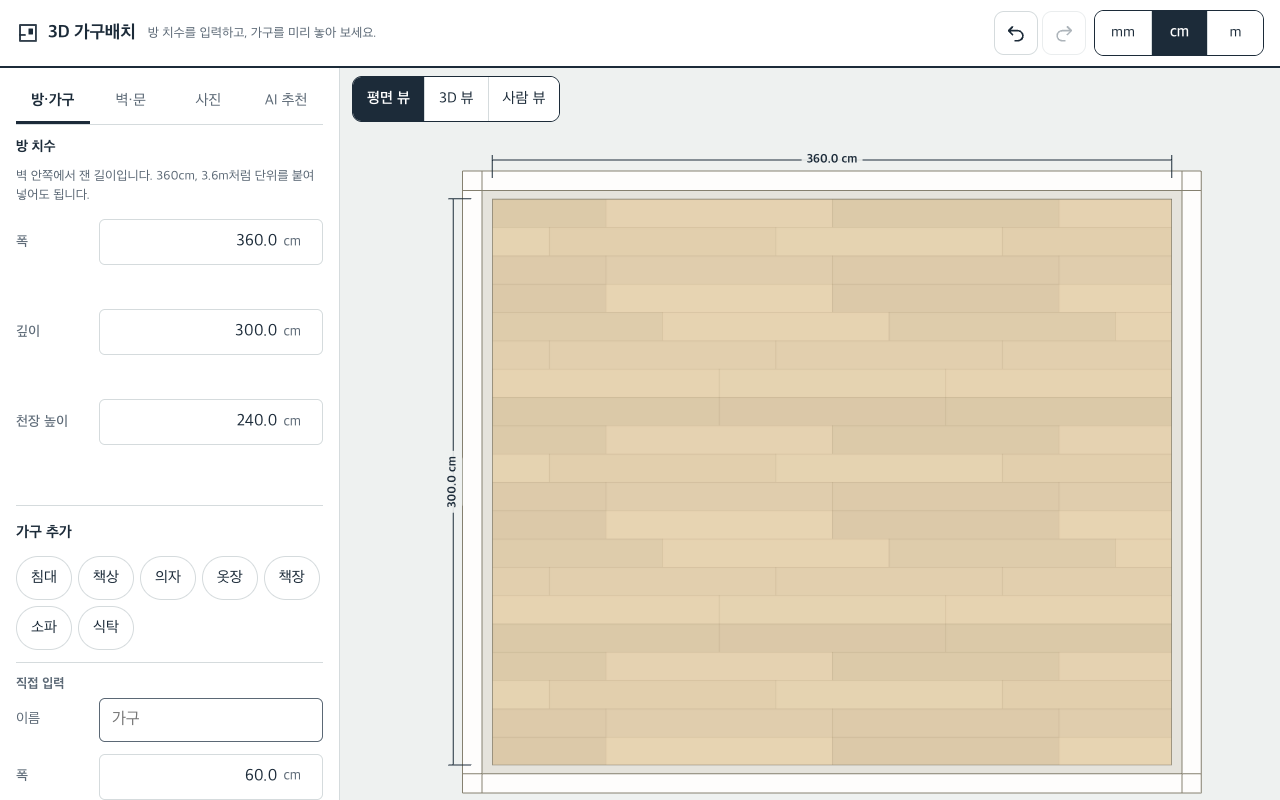 3D 가구배치
방 치수를 입력하고, 가구를 미리 놓아 보세요.
mm
cm
m
방·가구
벽·문
사진
AI 추천
평면 뷰
3D 뷰
사람 뷰
방 치수
벽 안쪽에서 잰 길이입니다. 360cm, 3.6m처럼 단위를 붙여
넣어도 됩니다.
폭
360.0 cm
깊이
300.0 cm
천장 높이
240.0 cm
가구 추가
침대
책상
의자
옷장
책장
소파
식탁
직접 입력
이름
가구
폭
60.0 cm
360.0 cm
300.0 cm